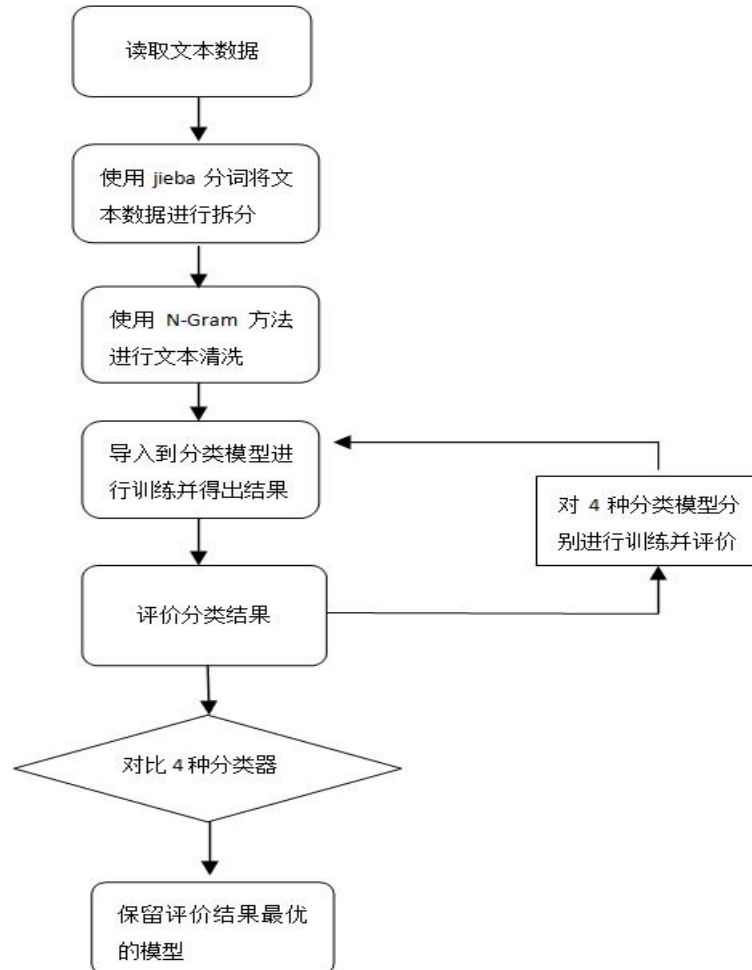 读取文本数据
使用 jieba 分词将文
本数据进行拆分
使用 N-Gram 方法
进行文本清洗
导入到分类模型进
行训练并得出结果
对 4 种分类模型分
别进行训练并评价
评价分类结果
对比 4 种分类器
保留评价结果最优
的模型